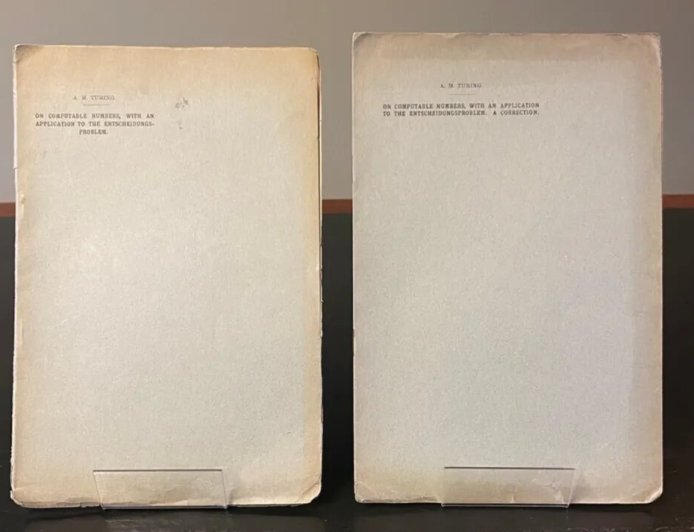 A. M. TURING.
ON COMPUTABLE NUMBERS, WITH AN
APPLICATION TO THE ENTSCHEIDUNGS-
PROBLEM.
A. M. TURING
ON COMPUTABLE NUMBERS, WITH AN APPLICATION
TO THE ENTSCHEIDUNGSPROBLEM. A CORRECTION.